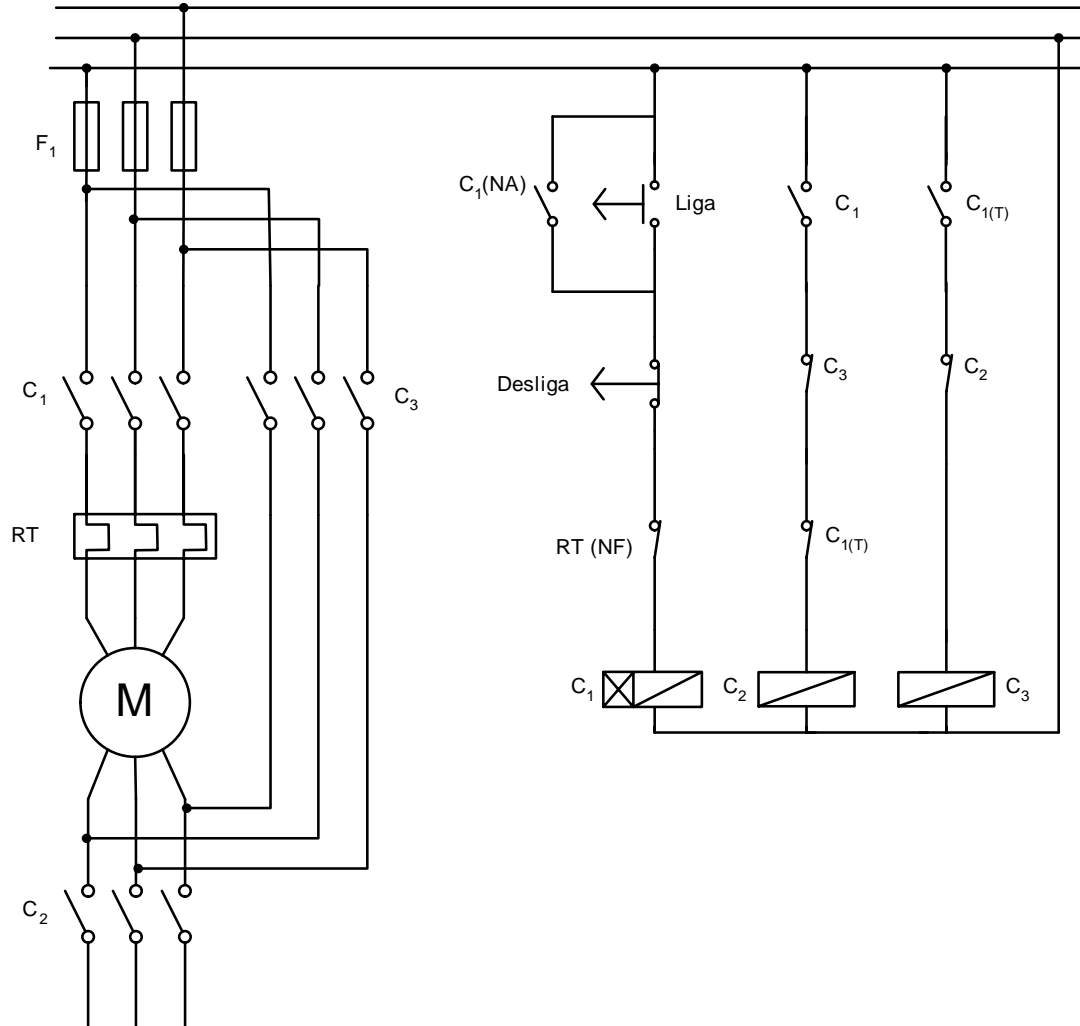 F1
C1(NA)
Liga
C1
C1(T)
C1
C3
Desliga
C3
C2
RT
RT (NF)
C1(T)
M
C1
C2
C3
C2